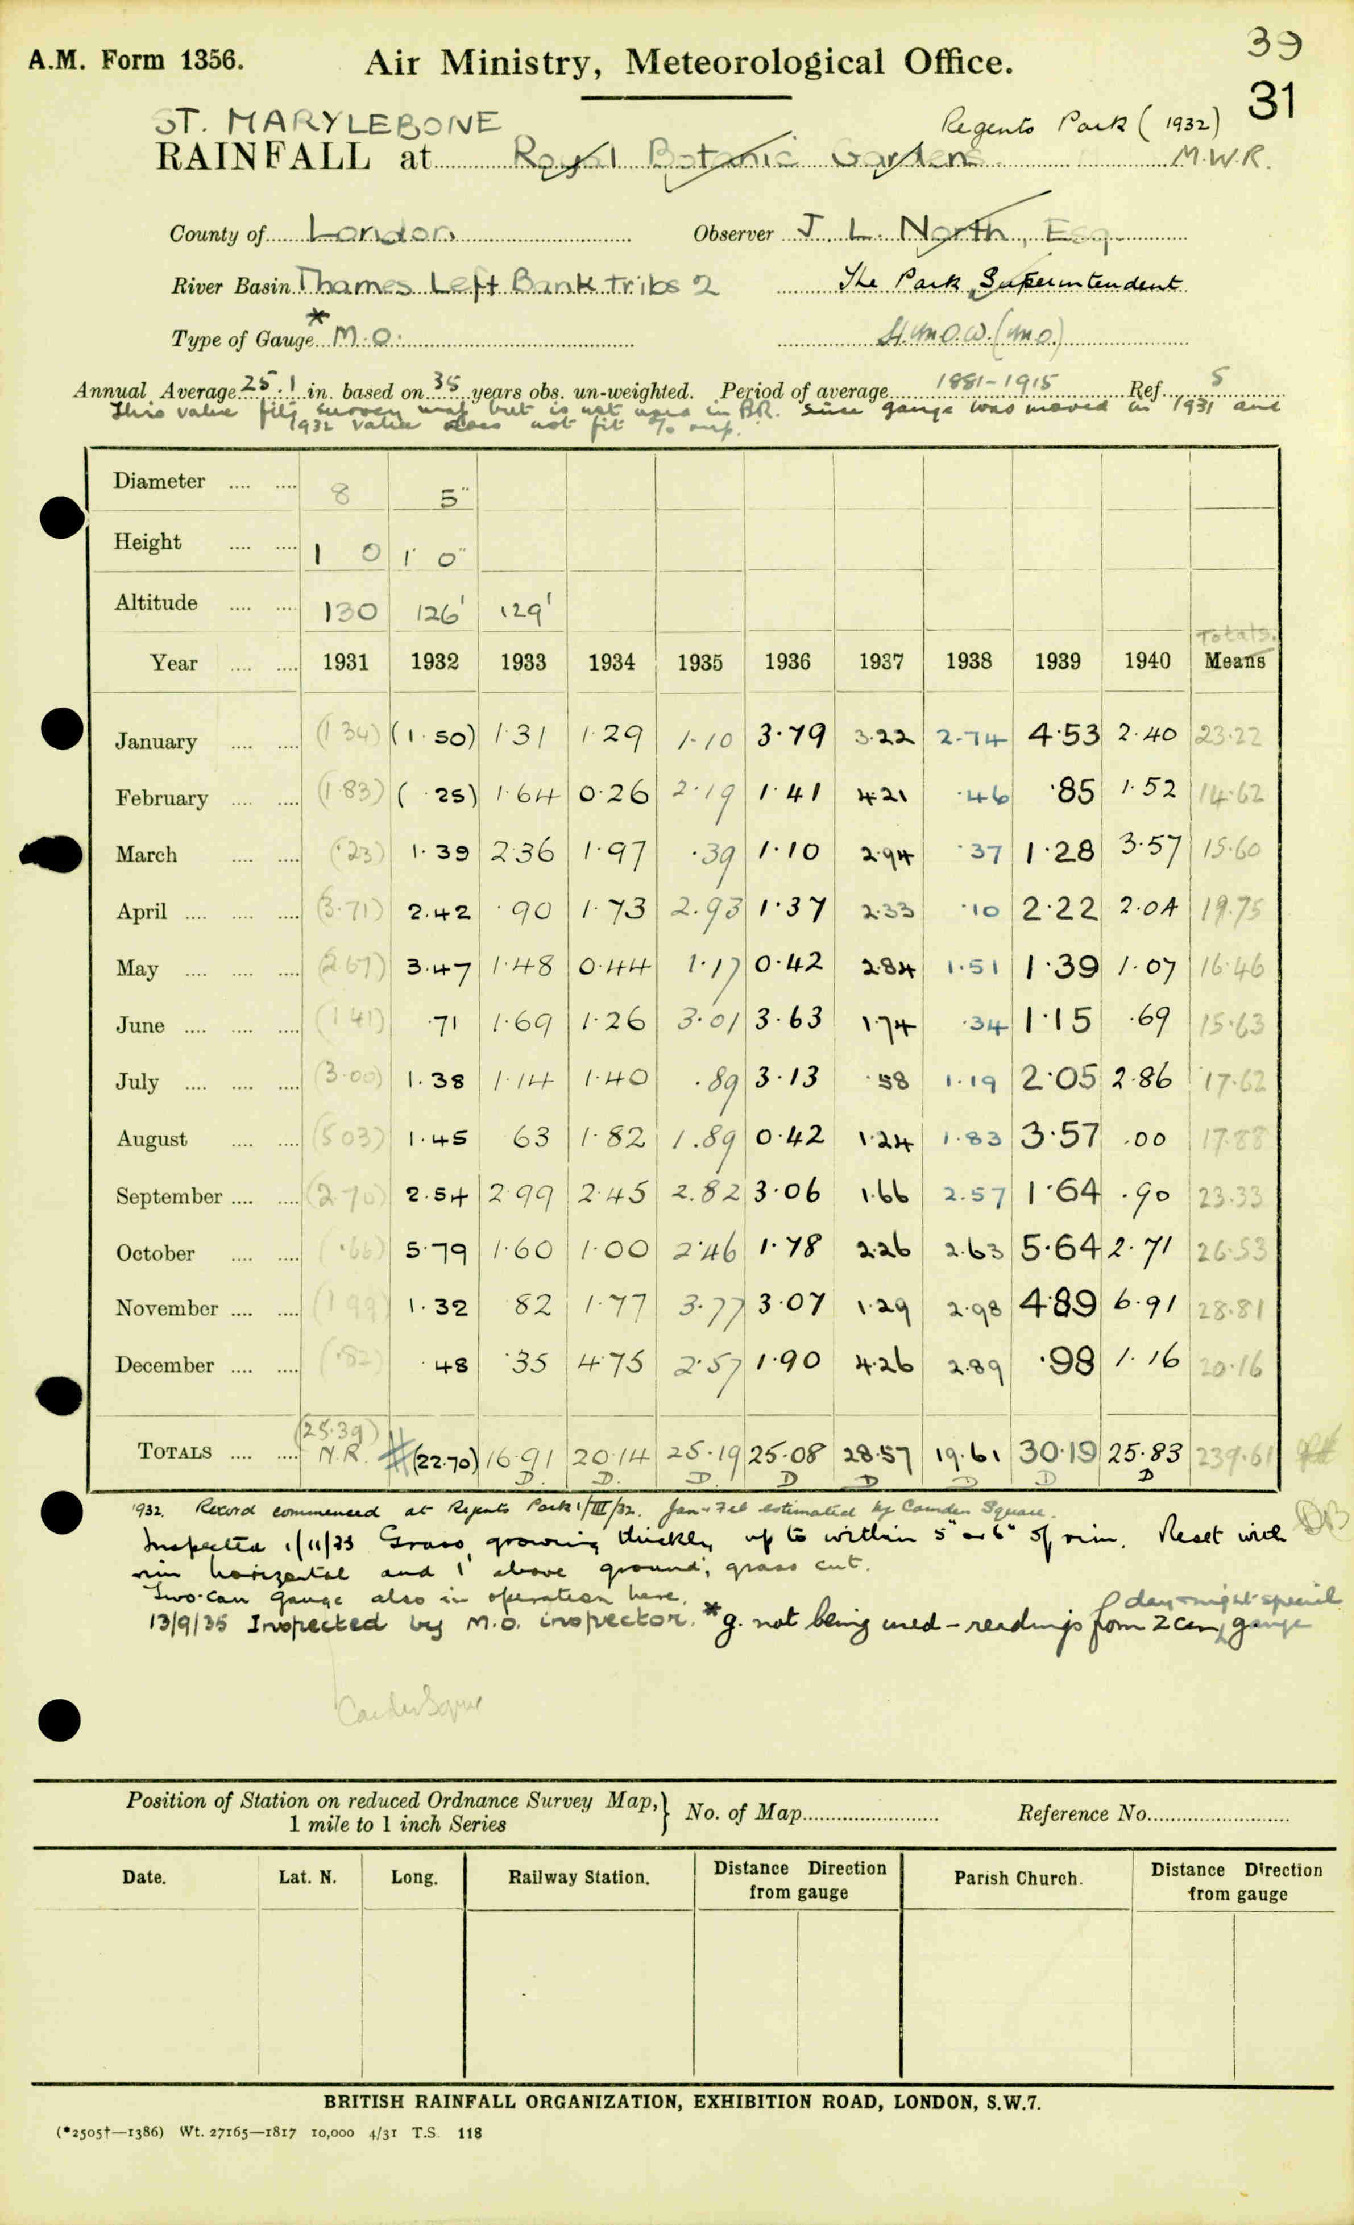 A.M. Form 1356. Air Ministry, Meteorological Office. 39
31
ST. MARYLEBONE Regents Park (1932)
RAINFALL at Royal Botanic Gardens M.W.R.
County of London Observer J. L. North, Esq.
River Basin Thames Left Bank tribs 2 The Park Superintendent
Type of Gauge * M.O. H.M.O.W. (M.O.)
Annual Average 25.1 in. based on 35 years obs. un-weighted. Period of average 1881-1915 Ref. 5
This value fits survey map but is not used in B.R. since gauge was moved in 1931 and
1932 value does not fit % map.
Diameter 8 5"
Height 1 0 1' 0"
Altitude 130 126' 129'
Totals.
Year 1931 1932 1933 1934 1935 1936 1937 1938 1939 1940 Means
January (1.34) (1.50) 1.31 1.29 1.10 3.79 3.22 2.74 4.53 2.40 23.22
February (1.83) (.25) 1.64 0.26 2.19 1.41 4.21 .46 .85 1.52 14.62
March (.23) 1.39 2.36 1.97 .39 1.10 2.94 .37 1.28 3.57 15.60
April (3.71) 2.42 .90 1.73 2.93 1.37 2.33 .10 2.22 2.04 19.75
May (2.67) 3.47 1.48 0.44 1.17 0.42 2.84 1.51 1.39 1.07 16.46
June (1.41) .71 1.69 1.26 3.01 3.63 1.74 .34 1.15 .69 15.63
July (3.00) 1.38 1.14 1.40 .89 3.13 .58 1.19 2.05 2.86 17.62
August (5.03) 1.45 63 1.82 1.89 0.42 1.24 1.83 3.57 .00 17.88
September (2.70) 2.54 2.99 2.45 2.82 3.06 1.66 2.57 1.64 .90 23.33
October (.66) 5.79 1.60 1.00 2.46 1.78 2.26 2.63 5.64 2.71 26.53
November (1.99) 1.32 82 1.77 3.77 3.07 1.29 2.98 4.89 6.91 28.81
December (.82) .48 .35 4.75 2.57 1.90 4.26 2.89 .98 1.16 20.16
(25.39)
TOTALS N.R. # (22.70) 16.91 20.14 25.19 25.08 28.57 19.61 30.19 25.83 239.61
D. D. D D D D D D
1932. Record commenced at Regents Park 1/III/32. Jan + Feb estimated by Camden Square.
Inspected 1/11/33 Grass growing thickly up to within 5" or 6" of rim. Reset with
rim horizontal and 1' above ground; grass cut.
Two-can gauge also in operation here. day + night special
13/9/35 Inspected by M.O. inspector. * g. not being used - readings from 2 can gauge
Camden Square
Position of Station on reduced Ordnance Survey Map, } No. of Map Reference No.
1 mile to 1 inch Series
Date. Lat. N. Long. Railway Station. Distance Direction from gauge Parish Church. Distance Direction from gauge
BRITISH RAINFALL ORGANIZATION, EXHIBITION ROAD, LONDON, S.W.7.
(*2505†—1386) Wt. 27165—1817 10,000 4/31 T.S. 118